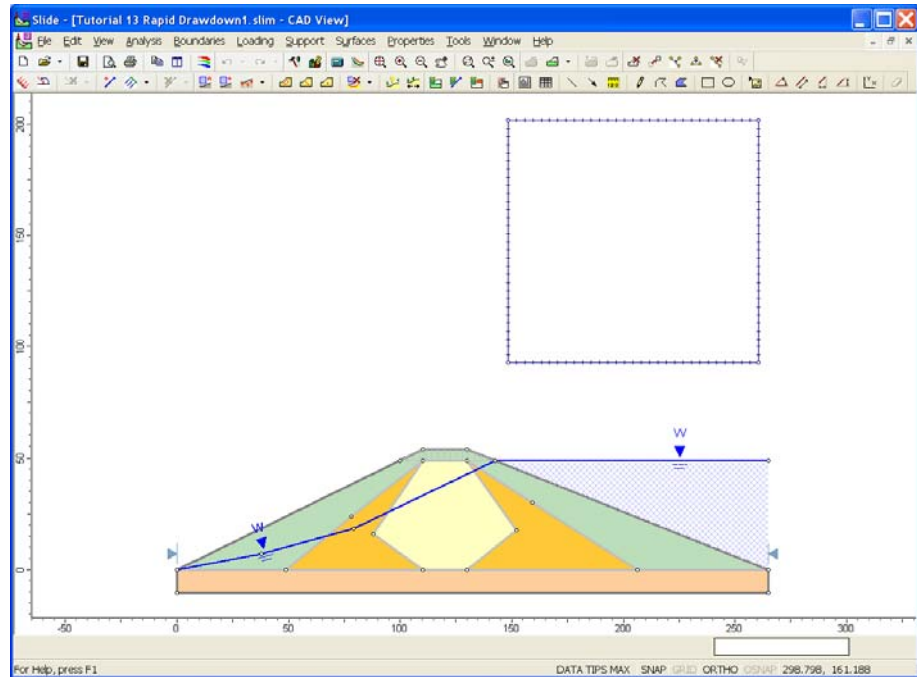 Slide - [Tutorial 13 Rapid Drawdown1.slim - CAD View]
File Edit View Analysis Boundaries Loading Support Surfaces Properties Tools Window Help
200
150
100
50
0
W
W
-50 0 50 100 150 200 250 300
For Help, press F1 DATA TIPS MAX SNAP GRID ORTHO OSNAP 298.798, 161.188